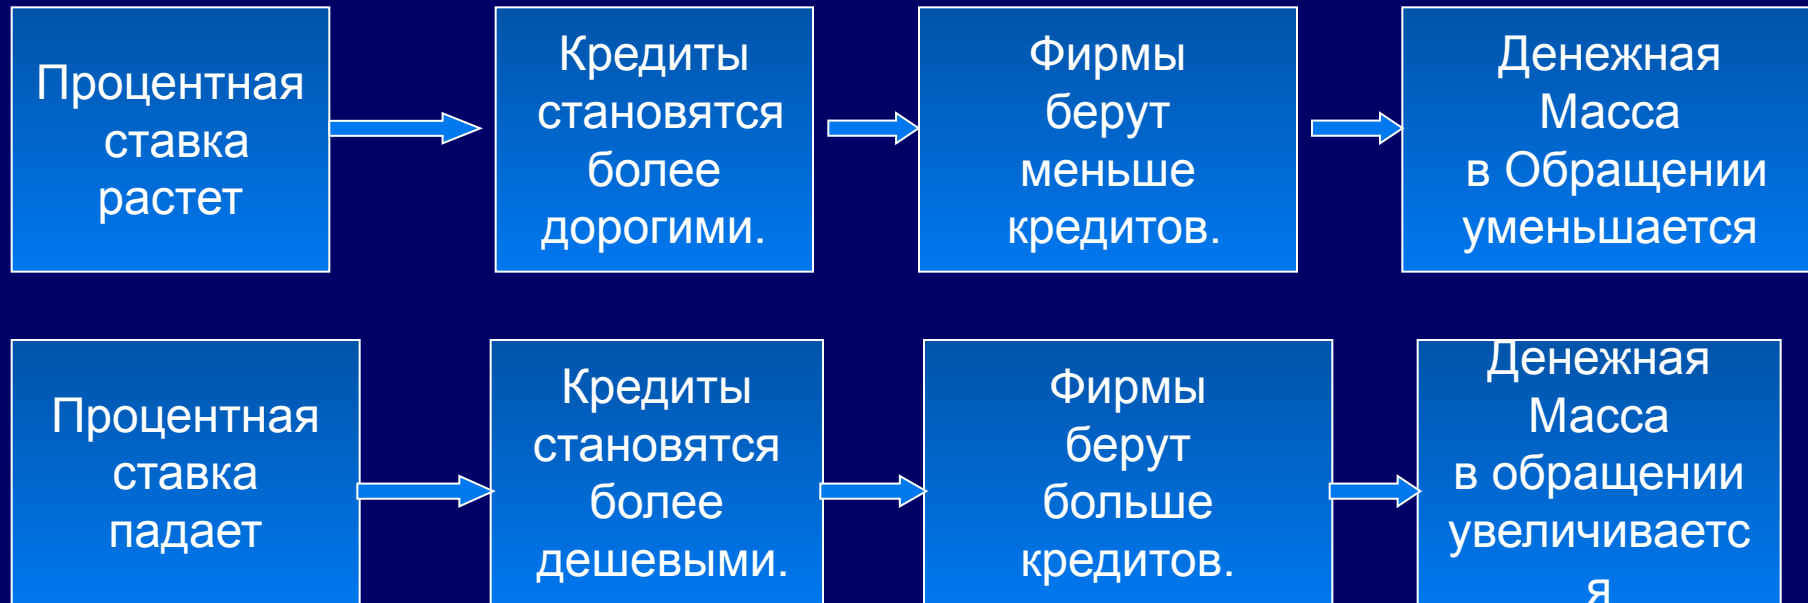 Процентная
ставка
растет
Кредиты
становятся
более
дорогими.
Фирмы
берут
меньше
кредитов.
Денежная
Масса
в Обращении
уменьшается
Процентная
ставка
падает
Кредиты
становятся
более
дешевыми.
Фирмы
берут
больше
кредитов.
Денежная
Масса
в обращении
увеличиваетс
я